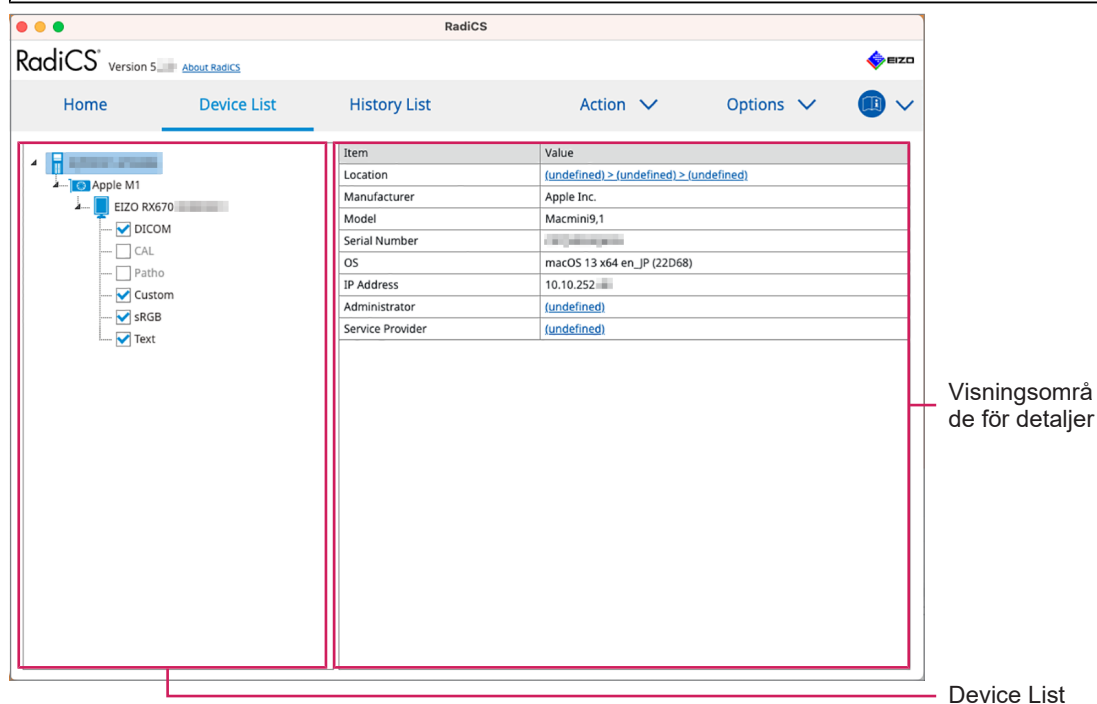 RadiCS
RadiCS Version 5. About RadiCS
EIZO
Home Device List History List Action Options
Apple M1
EIZO RX670
DICOM
CAL
Patho
Custom
sRGB
Text
Item Value
Location (undefined) > (undefined) > (undefined)
Manufacturer Apple Inc.
Model Macmini9,1
Serial Number
OS macOS 13 x64 en_JP (22D68)
IP Address 10.10.252
Administrator (undefined)
Service Provider (undefined)
Visningsområ
de för detaljer
Device List